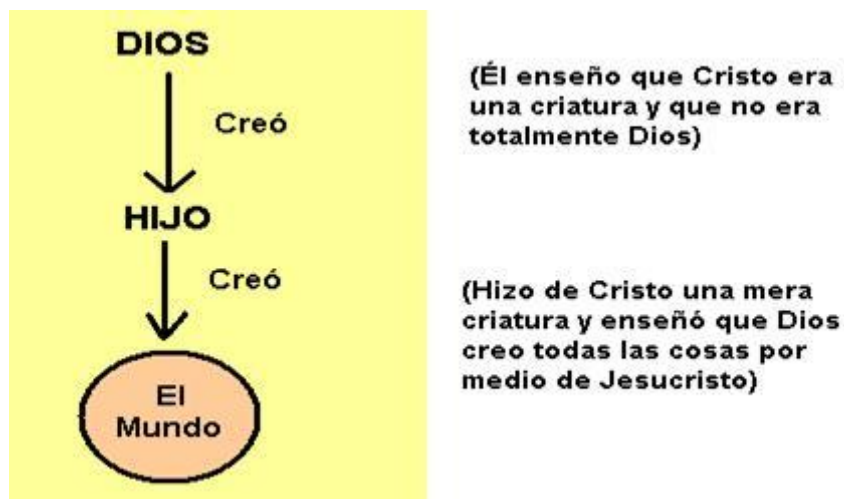 DIOS
(Él enseño que Cristo era
una criatura y que no era
totalmente Dios)
Creó
HIJO
Creó
(Hizo de Cristo una mera
criatura y enseñó que Dios
creo todas las cosas por
medio de Jesucristo)
El
Mundo